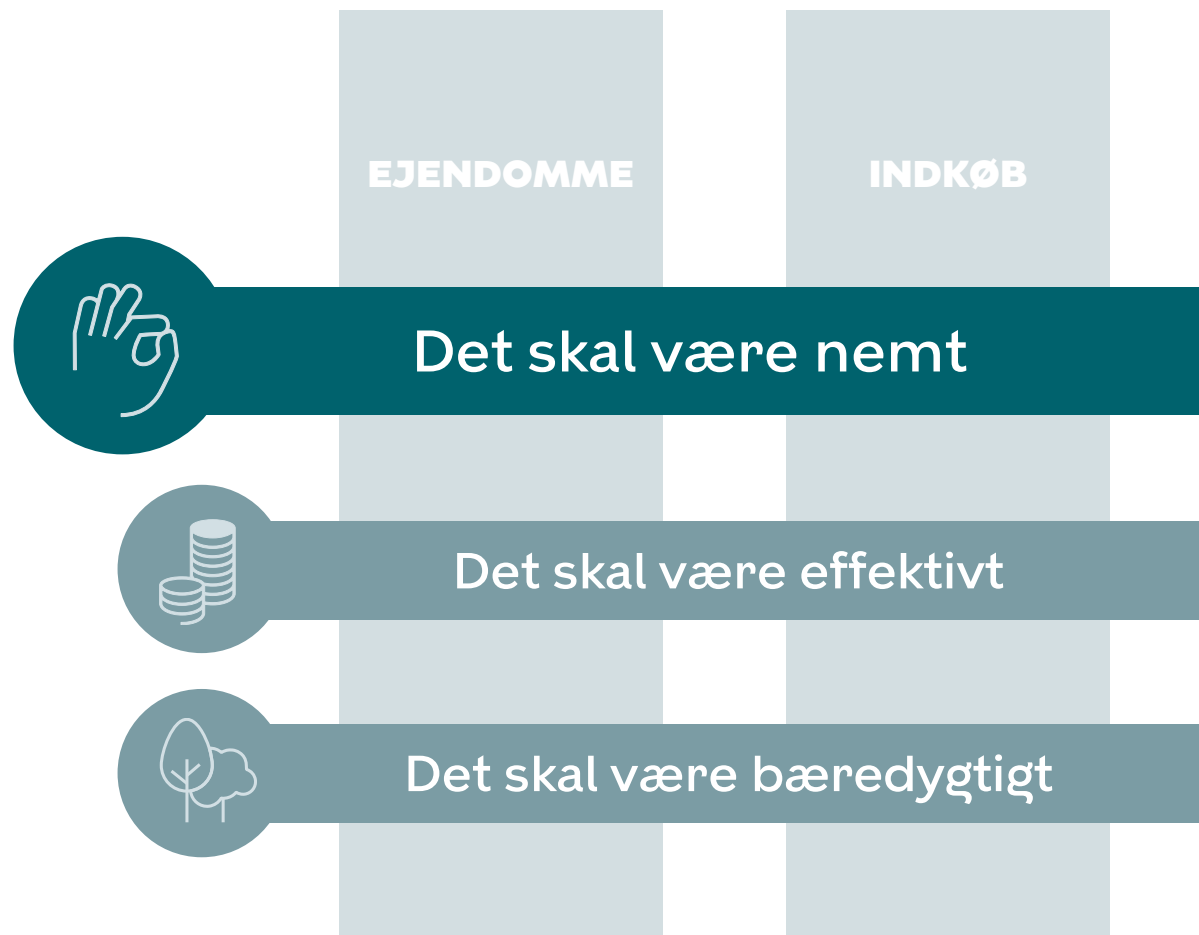 EJENDOMME
INDKØB
Det skal være nemt
Det skal være effektivt
Det skal være bæredygtigt